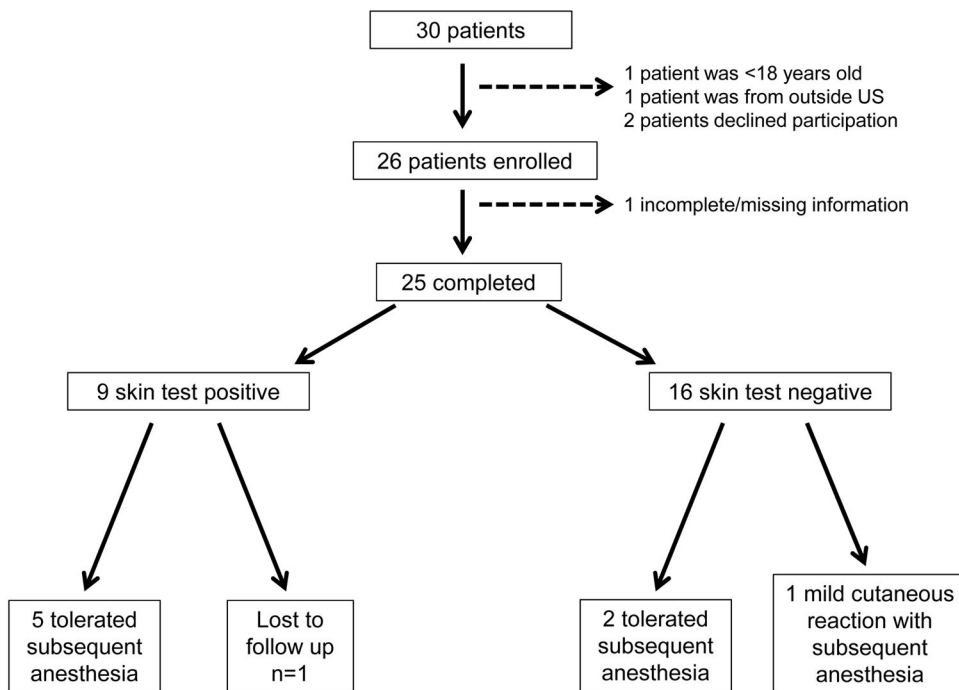 30 patients
1 patient was <18 years old
1 patient was from outside US
2 patients declined participation
26 patients enrolled
1 incomplete/missing information
25 completed
9 skin test positive
16 skin test negative
5 tolerated
subsequent
anesthesia
Lost to
follow up
n=1
2 tolerated
subsequent
anesthesia
1 mild cutaneous
reaction with
subsequent
anesthesia